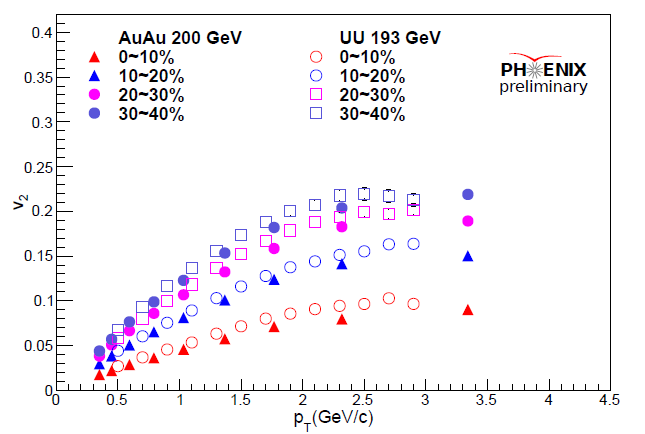 AuAu 200 GeV
0~10%
10~20%
20~30%
30~40%
UU 193 GeV
0~10%
10~20%
20~30%
30~40%
PHENIX
preliminary
v2
0.4
0.35
0.3
0.25
0.2
0.15
0.1
0.05
0
0 0.5 1 1.5 2 2.5 3 3.5 4 4.5
pT(GeV/c)